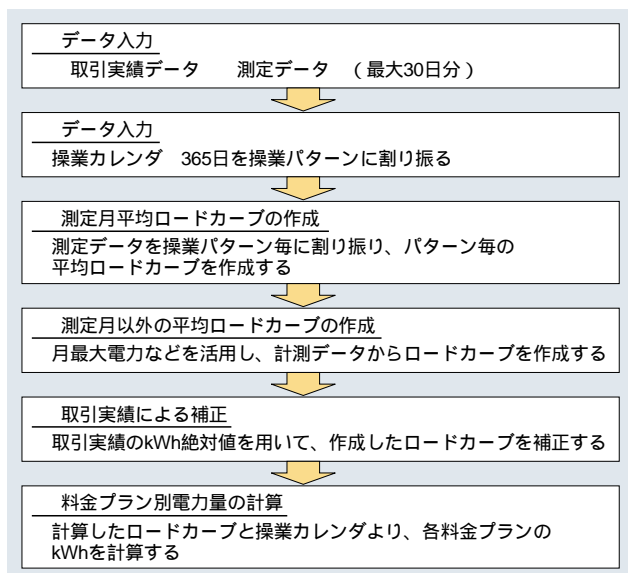 データ入力
取引実績データ　測定データ　（最大30日分）
データ入力
操業カレンダ　365日を操業パターンに割り振る
測定月平均ロードカーブの作成
測定データを操業パターン毎に割り振り、パターン毎の
平均ロードカーブを作成する
測定月以外の平均ロードカーブの作成
月最大電力などを活用し、計測データからロードカーブを作成する
取引実績による補正
取引実績のkWh絶対値を用いて、作成したロードカーブを補正する
料金プラン別電力量の計算
計算したロードカーブと操業カレンダより、各料金プランの
kWhを計算する